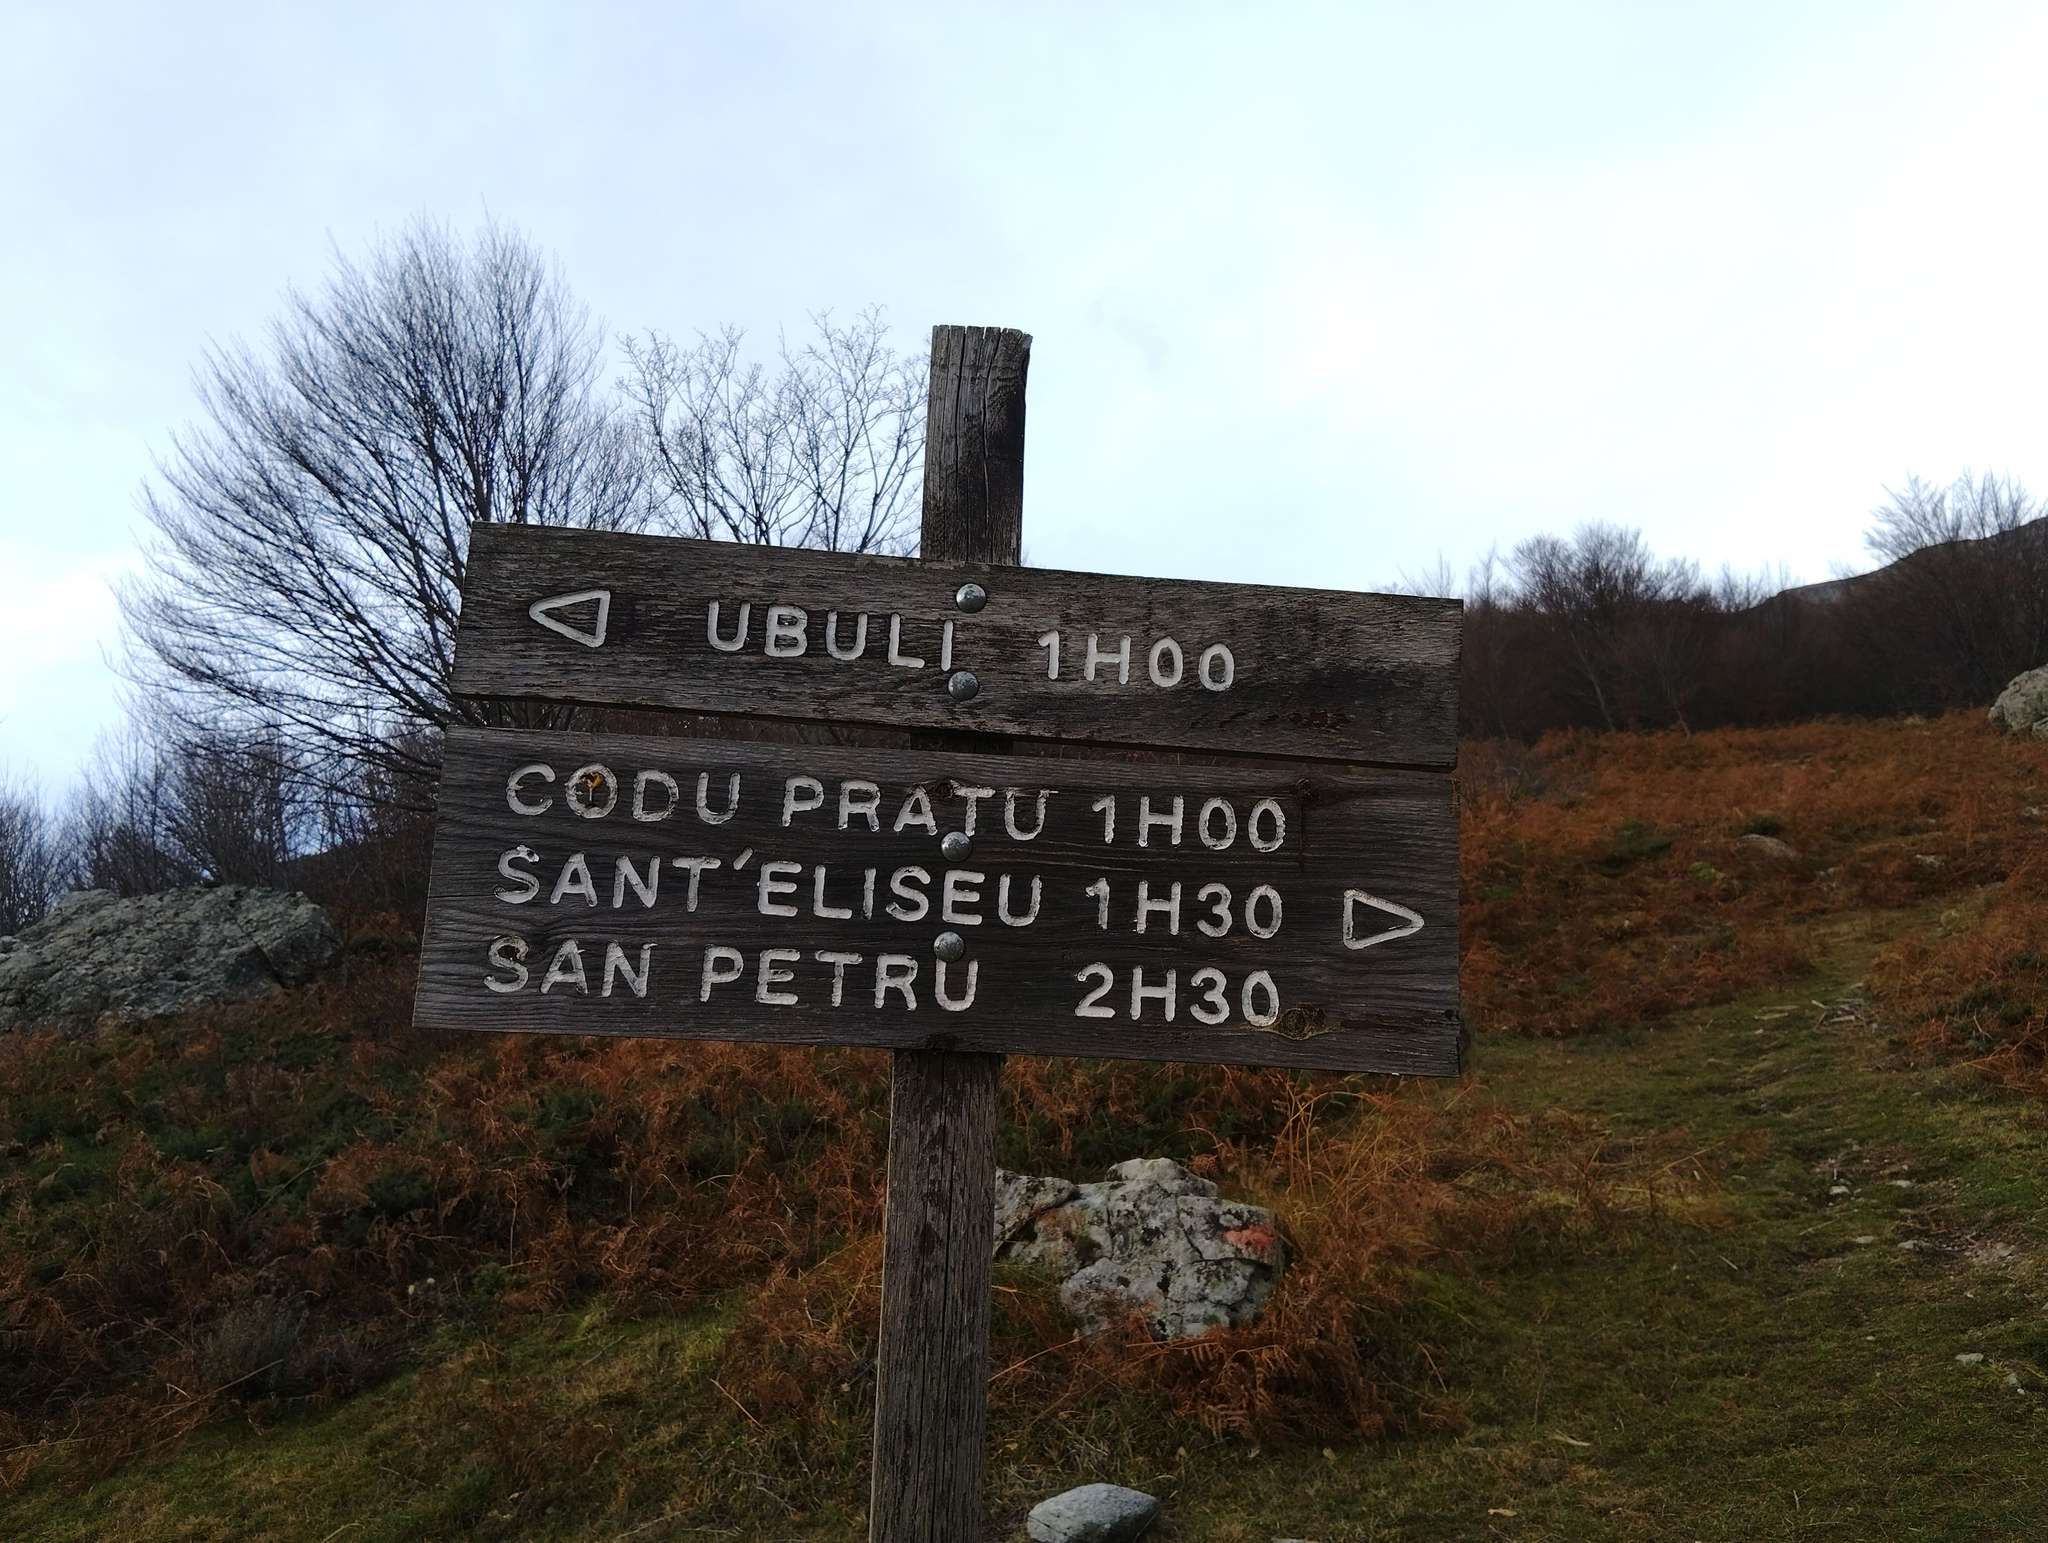 UBULI 1H00
CODU PRATU 1H00
SANT'ELISEU 1H30
SAN PETRU 2H30